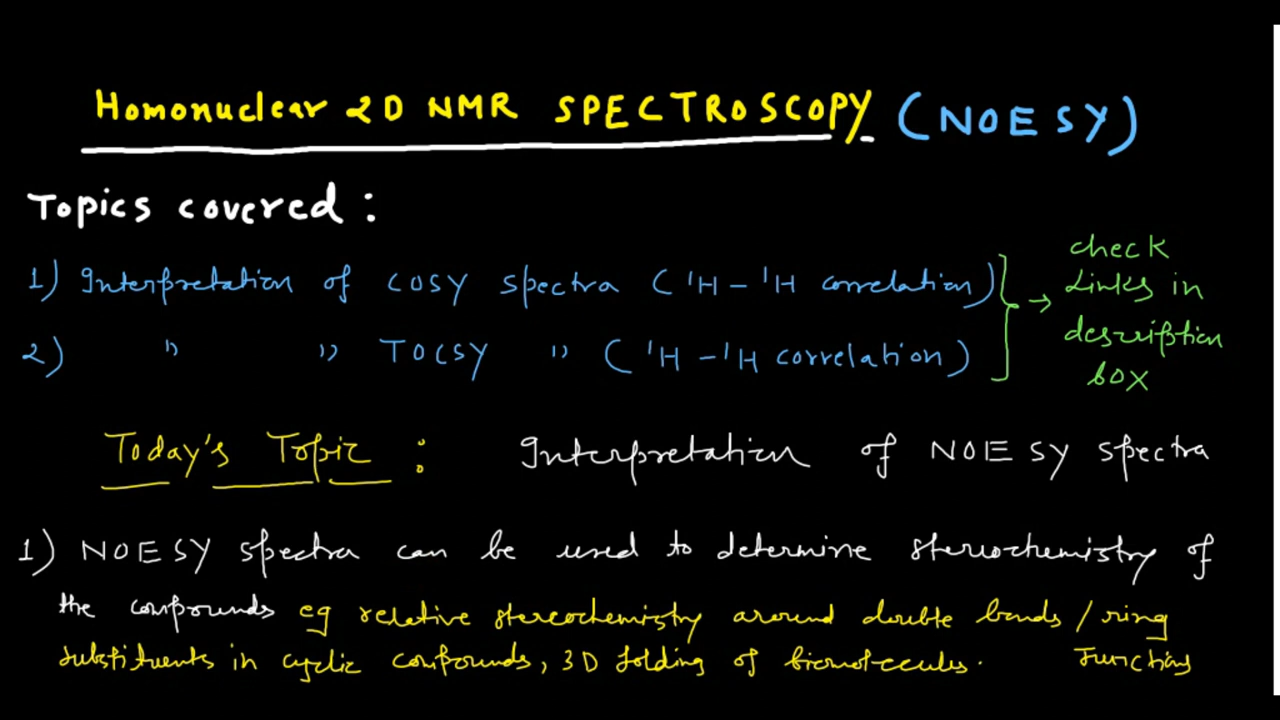 Homonuclear 2D NMR SPECTROSCOPY (NOESY)
Topics covered:
1) Interpretation of COSY spectra (¹H-¹H correlation)
2) " " TOCSY " (¹H-¹H correlation)
→ check
Links in
description
box
Today's Topic : Interpretation of NOESY spectra
1) NOESY spectra can be used to determine stereochemistry of
the compounds eg relative stereochemistry around double bonds / ring
substituents in cyclic compounds, 3D folding of biomolecules. Junctions